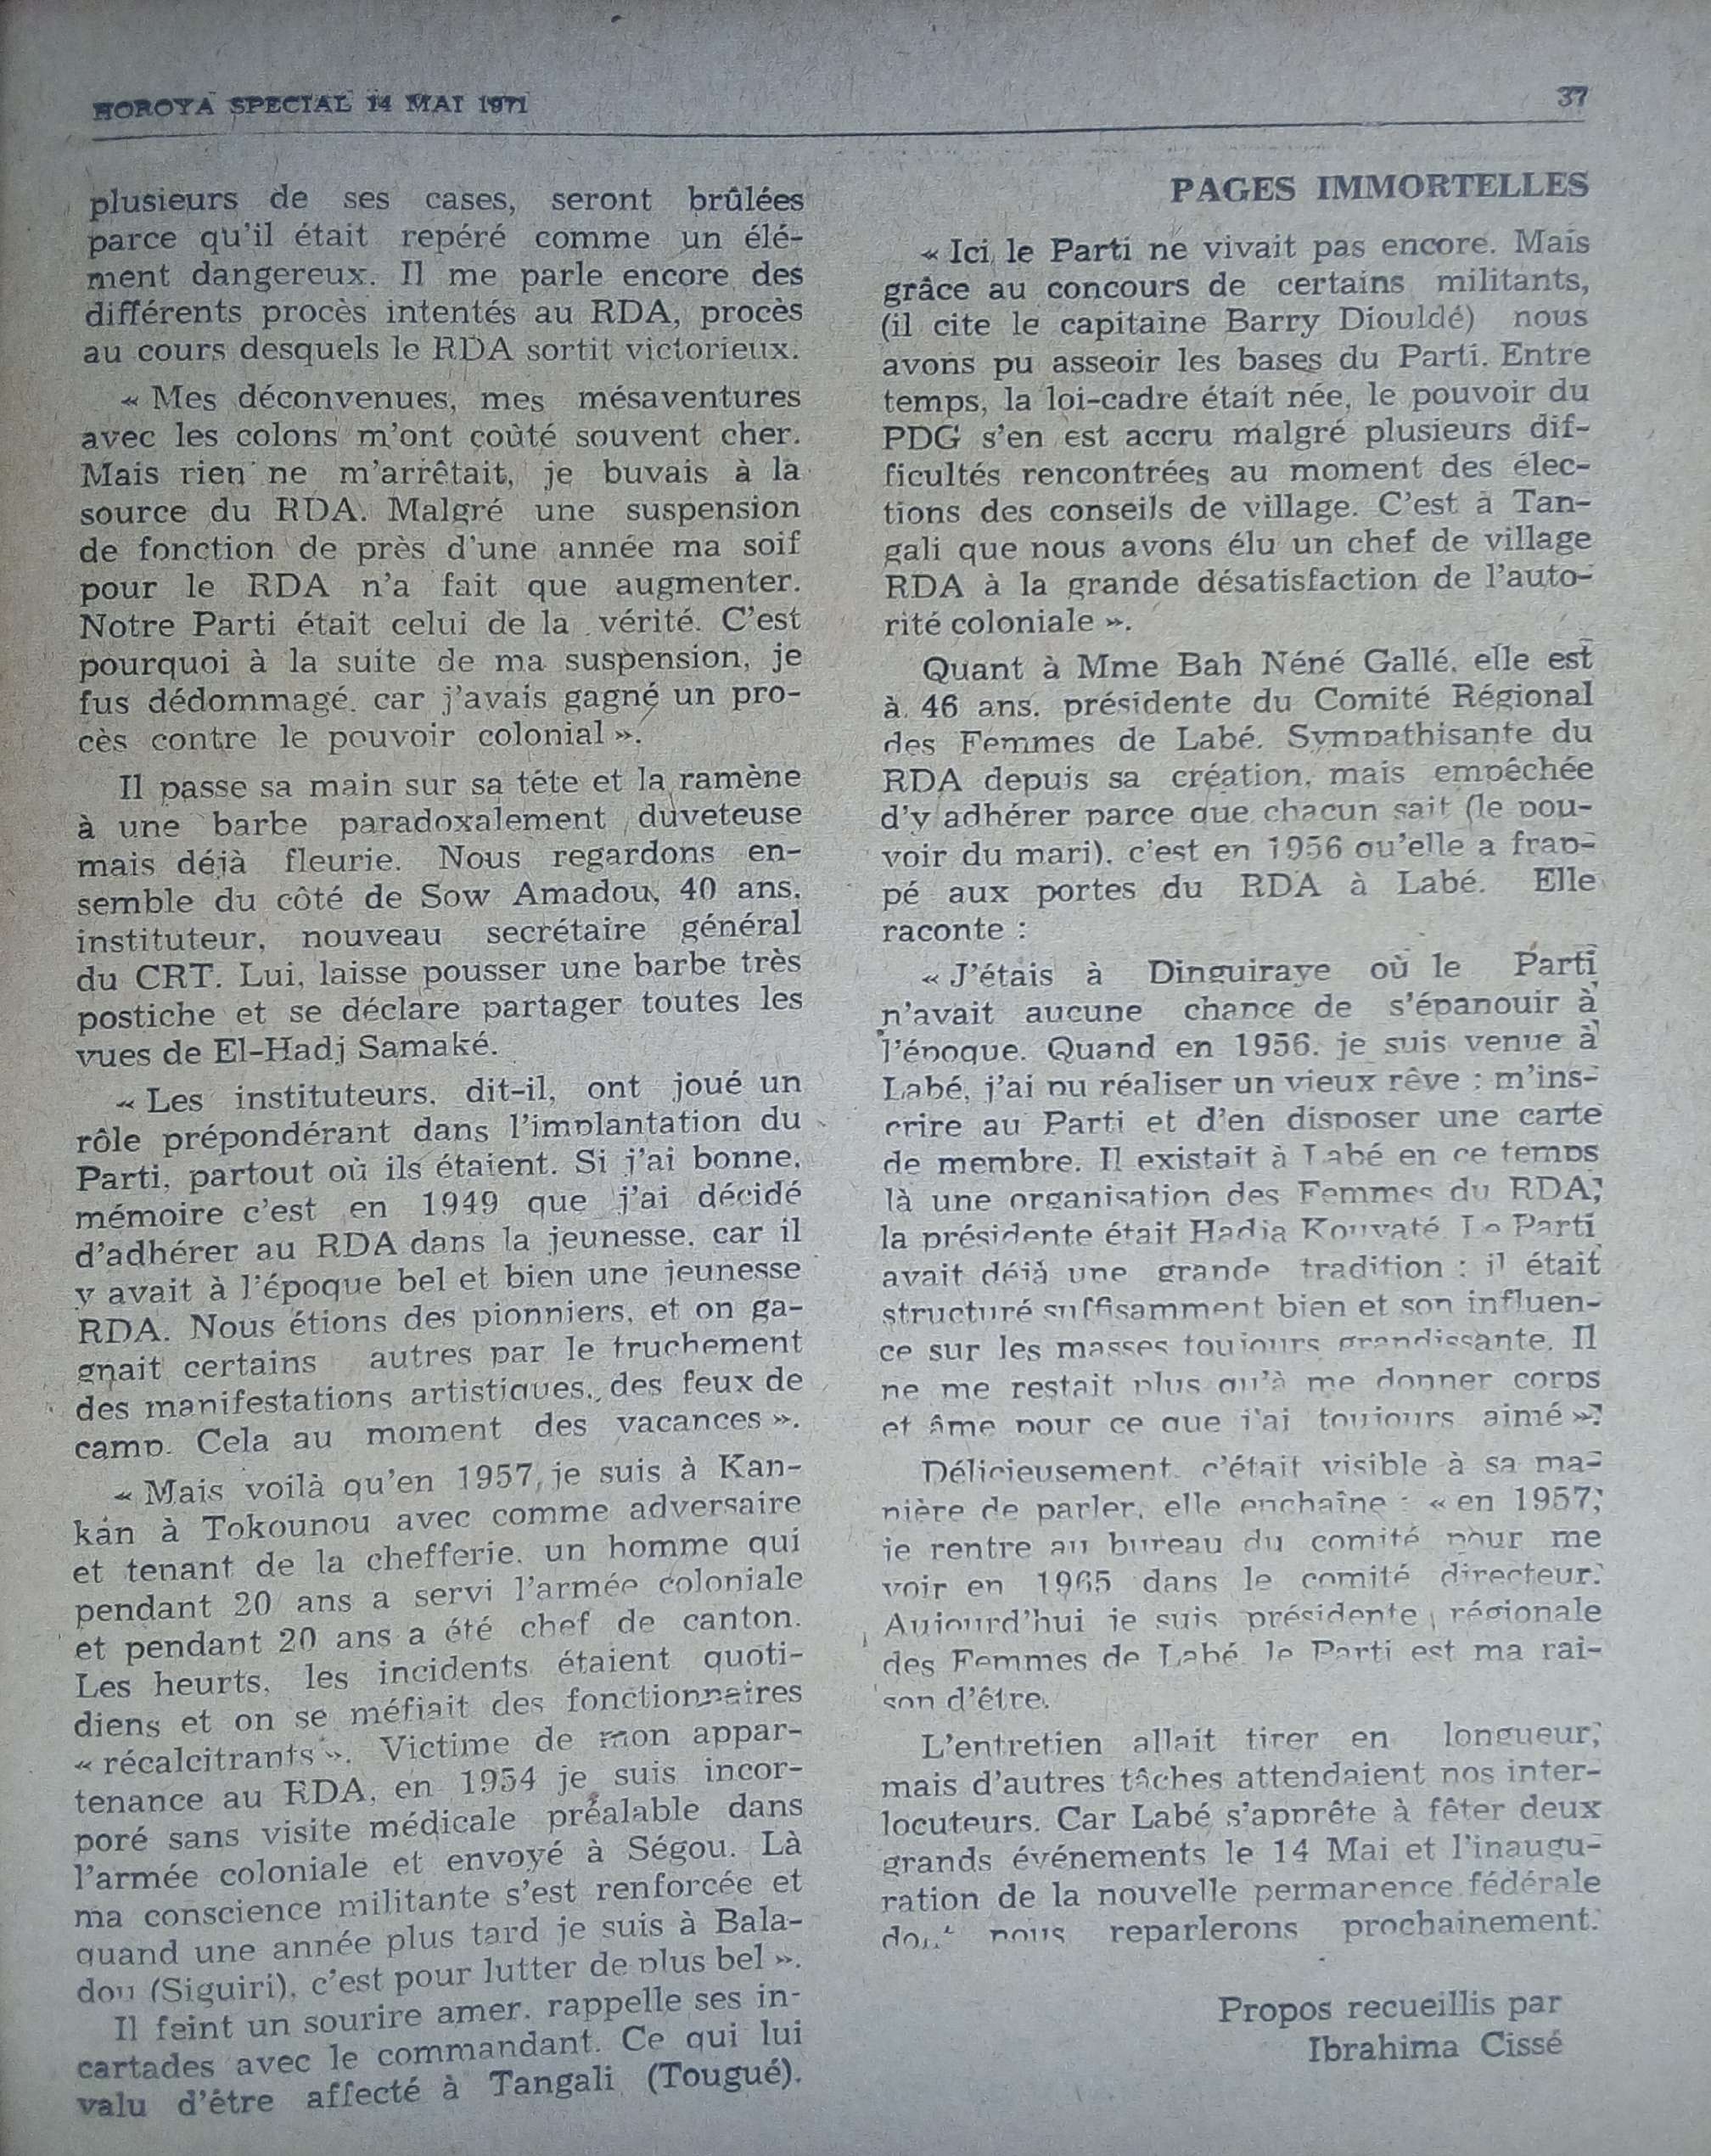 HOROYA SPECIAL 14 MAI 1971
37
plusieurs de ses cases, seront brûlées
parce qu'il était repéré comme un élé-
ment dangereux. Il me parle encore des
différents procès intentés au RDA, procès
au cours desquels le RDA sortit victorieux.
« Mes déconvenues, mes mésaventures
avec les colons m'ont coûté souvent cher.
Mais rien ne m'arrêtait, je buvais à la
source du RDA. Malgré une suspension
de fonction de près d'une année ma soif
pour le RDA n'a fait que augmenter.
Notre Parti était celui de la vérité. C'est
pourquoi à la suite de ma suspension, je
fus dédommagé. car j'avais gagné un pro-
cès contre le pouvoir colonial ».
Il passe sa main sur sa tête et la ramène
à une barbe paradoxalement duveteuse
mais déjà fleurie. Nous regardons en-
semble du côté de Sow Amadou, 40 ans,
instituteur, nouveau secrétaire général
du CRT. Lui, laisse pousser une barbe très
postiche et se déclare partager toutes les
vues de El-Hadj Samaké.
« Les instituteurs, dit-il, ont joué un
rôle prépondérant dans l'implantation du
Parti, partout où ils étaient. Si j'ai bonne,
mémoire c'est en 1949 que j'ai décidé
d'adhérer au RDA dans la jeunesse. car il
y avait à l'époque bel et bien une jeunesse
RDA. Nous étions des pionniers, et on ga-
gnait certains autres par le truchement
des manifestations artistiques, des feux de
camp. Cela au moment des vacances ».
« Mais voilà qu'en 1957, je suis à Kan-
kan à Tokounou avec comme adversaire
et tenant de la chefferie. un homme qui
pendant 20 ans a servi l'armée coloniale
et pendant 20 ans a été chef de canton.
Les heurts, les incidents étaient quoti-
diens et on se méfiait des fonctionnaires
« récalcitrants ». Victime de mon appar-
tenance au RDA, en 1954 je suis incor-
poré sans visite médicale préalable dans
l'armée coloniale et envoyé à Ségou. Là
ma conscience militante s'est renforcée et
quand une année plus tard je suis à Bala-
dou (Siguiri), c'est pour lutter de plus bel ».
Il feint un sourire amer. rappelle ses in-
cartades avec le commandant. Ce qui lui
valu d'être affecté à Tangali (Tougué).
PAGES IMMORTELLES
« Ici le Parti ne vivait pas encore. Mais
grâce au concours de certains militants,
(il cite le capitaine Barry Diouldé) nous
avons pu asseoir les bases du Parti. Entre
temps, la loi-cadre était née, le pouvoir du
PDG s'en est accru malgré plusieurs dif-
ficultés rencontrées au moment des élec-
tions des conseils de village. C'est à Tan-
gali que nous avons élu un chef de village
RDA à la grande désatisfaction de l'auto-
rité coloniale ».
Quant à Mme Bah Néné Gallé. elle est
à 46 ans. présidente du Comité Régional
des Femmes de Labé. Sympathisante du
RDA depuis sa création, mais empêchée
d'y adhérer parce que chacun sait (le pou-
voir du mari). c'est en 1956 qu'elle a frap-
pé aux portes du RDA à Labé. Elle
raconte :
« J'étais à Dinguiraye où le Parti
n'avait aucune chance de s'épanouir à
l'époque. Quand en 1956. je suis venue à
Labé, j'ai pu réaliser un vieux rêve : m'ins-
crire au Parti et d'en disposer une carte
de membre. Il existait à Labé en ce temps
là une organisation des Femmes du RDA,
la présidente était Hadia Kouyaté Le Parti
avait déjà une grande tradition : il était
structuré suffisamment bien et son influen-
ce sur les masses toujours grandissante. Il
ne me restait plus qu'à me donner corps
et âme pour ce que j'ai toujours aimé ».
Délicieusement. c'était visible à sa ma-
nière de parler, elle enchaîne : « en 1957,
je rentre au bureau du comité pour me
voir en 1965 dans le comité directeur.
Aujourd'hui je suis présidente régionale
des Femmes de Labé. le Parti est ma rai-
son d'être.
L'entretien allait tirer en longueur,
mais d'autres tâches attendaient nos inter-
locuteurs. Car Labé s'apprête à fêter deux
grands événements le 14 Mai et l'inaugu-
ration de la nouvelle permanence fédérale
dont nous reparlerons prochainement.
Propos recueillis par
Ibrahima Cissé